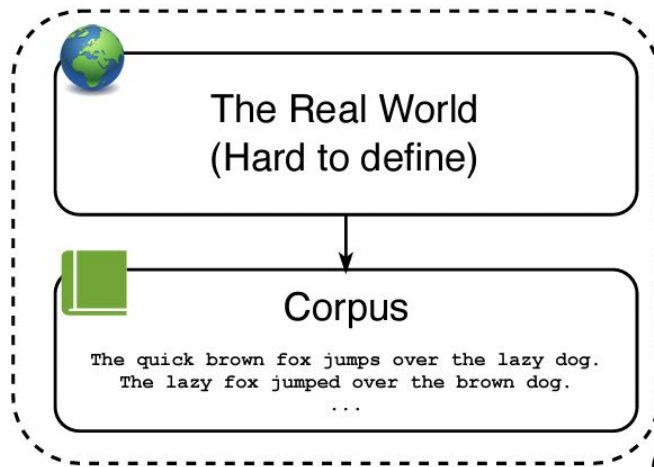 The Real World
(Hard to define)
Corpus
The quick brown fox jumps over the lazy dog.
The lazy fox jumped over the brown dog.
...